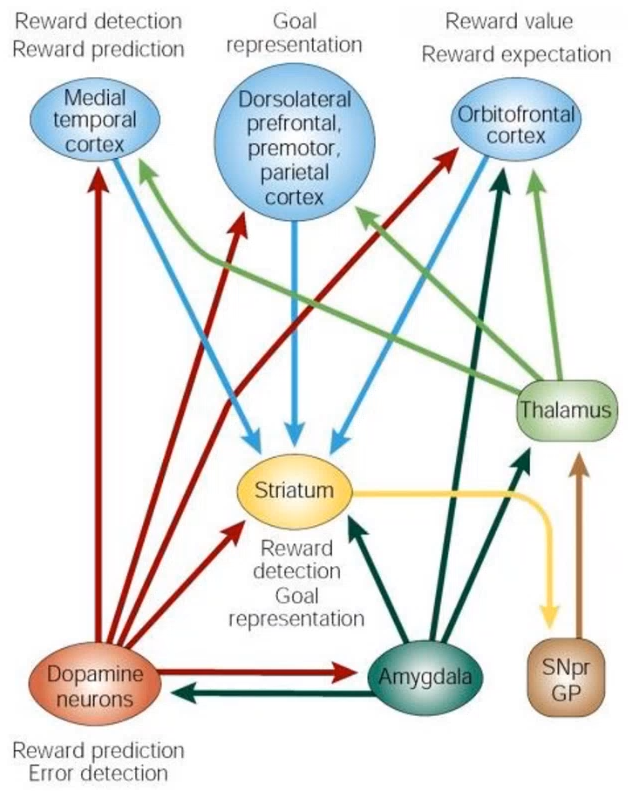 Reward detection
Reward prediction
Goal
representation
Reward value
Reward expectation
Medial
temporal
cortex
Dorsolateral
prefrontal,
premotor,
parietal
cortex
Orbitofrontal
cortex
Thalamus
Striatum
Reward
detection
Goal
representation
Dopamine
neurons
Amygdala
SNpr
GP
Reward prediction
Error detection